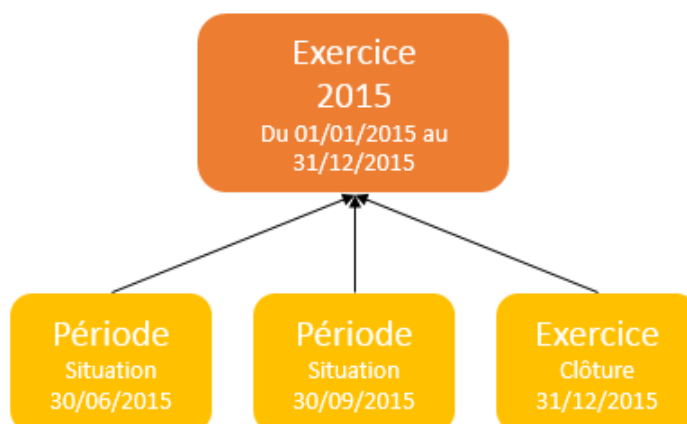 Exercice
2015
Du 01/01/2015 au
31/12/2015
Période
Situation
30/06/2015
Période
Situation
30/09/2015
Exercice
Clôture
31/12/2015